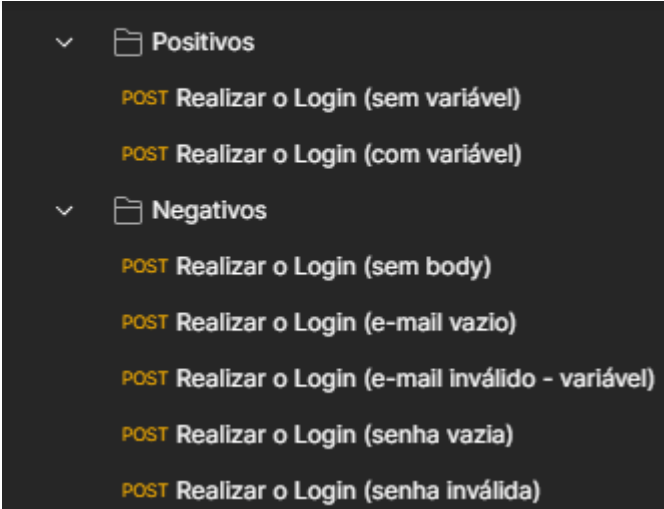 Positivos
POST Realizar o Login (sem variável)
POST Realizar o Login (com variável)
Negativos
POST Realizar o Login (sem body)
POST Realizar o Login (e-mail vazio)
POST Realizar o Login (e-mail inválido - variável)
POST Realizar o Login (senha vazia)
POST Realizar o Login (senha inválida)